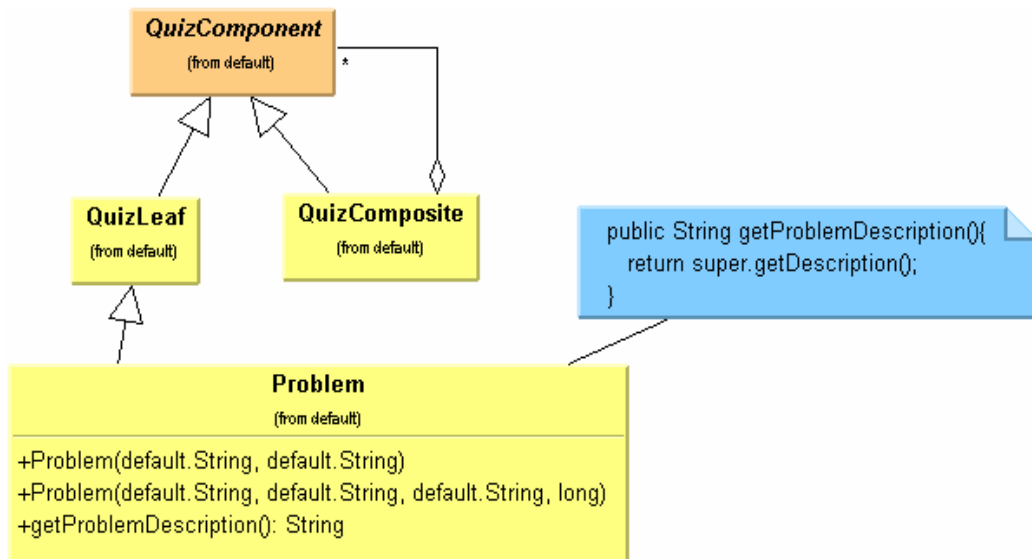 QuizComponent
(from default)
*
QuizLeaf
(from default)
QuizComposite
(from default)
public String getProblemDescription(){
return super.getDescription();
}
Problem
(from default)
+Problem(default.String, default.String)
+Problem(default.String, default.String, default.String, long)
+getProblemDescription(): String